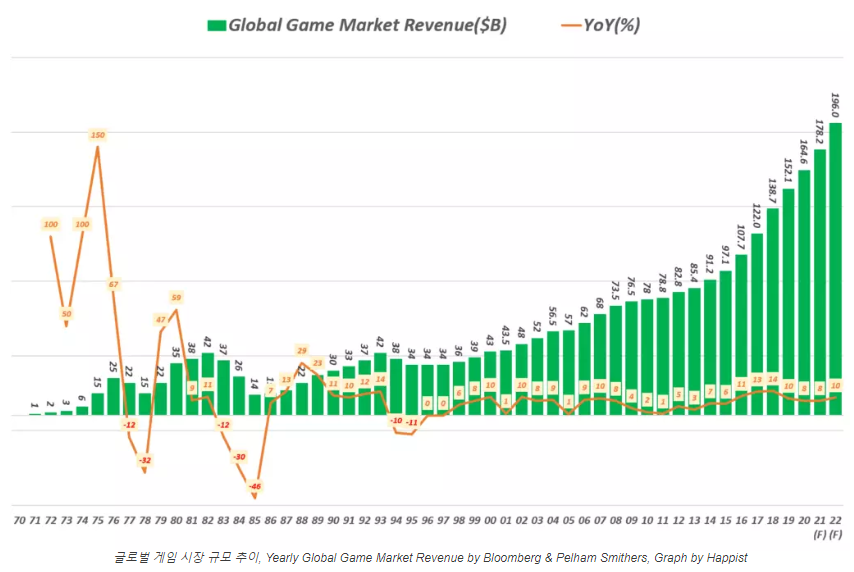 Global Game Market Revenue($B) YoY(%)
1 2 3 6 15 25 22 15 22 35 38 42 37 26 14 22 30 33 37 42 38 34 34 34 36 39 43 43.5 48 52 56.5 57 62 68 73.5 76.5 78 78.8 82.8 85.4 91.2 97.1 107.7 122.0 138.7 152.1 164.6 178.2 196.0
100 50 100 150 67 -12 -32 47 59 9 11 -12 -30 -46 7 13 29 23 11 10 12 14 -10 -11 0 0 6 8 10 1 10 8 9 1 9 10 8 4 2 1 5 3 7 6 11 13 14 10 8 8 10
70 71 72 73 74 75 76 77 78 79 80 81 82 83 84 85 86 87 88 89 90 91 92 93 94 95 96 97 98 99 00 01 02 03 04 05 06 07 08 09 10 11 12 13 14 15 16 17 18 19 20 21 22
(F) (F)
글로벌 게임 시장 규모 추이, Yearly Global Game Market Revenue by Bloomberg & Pelham Smithers, Graph by Happist